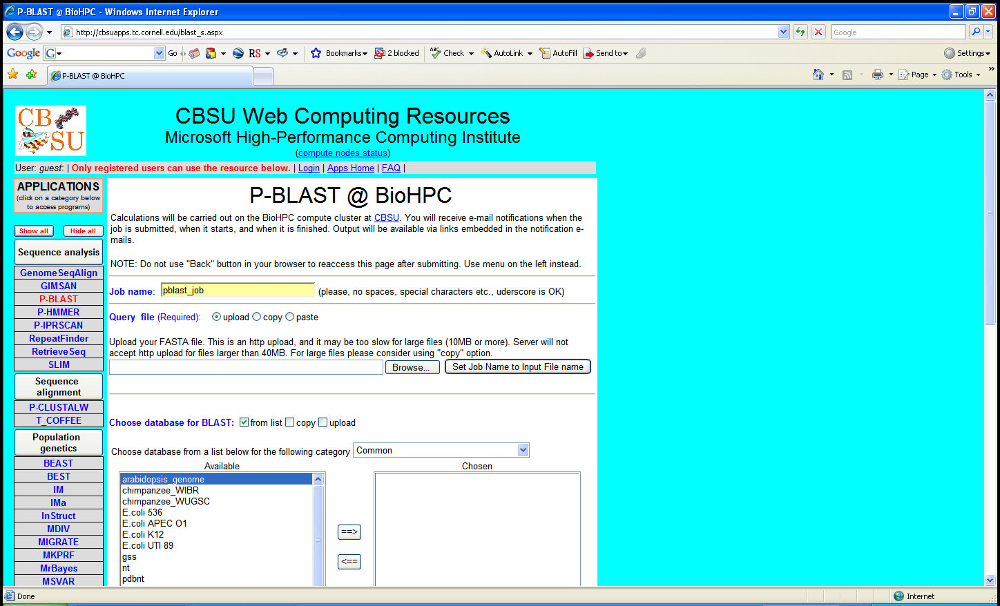 P-BLAST @ BioHPC - Windows Internet Explorer
http://cbsuapps.tc.cornell.edu/blast_s.aspx
Google
Google G Go RS Bookmarks 2 blocked ABC Check AutoLink AutoFill Send to Settings
P-BLAST @ BioHPC
Page Tools »
CB SU
CBSU Web Computing Resources
Microsoft High-Performance Computing Institute
(compute nodes status)
User: guest: | Only registered users can use the resource below. | Login | Apps Home | FAQ |
APPLICATIONS
(click on a category below
to access programs)
Show all Hide all
Sequence analysis
GenomeSeqAlign
GIMSAN
P-BLAST
P-HMMER
P-IPRSCAN
RepeatFinder
RetrieveSeq
SLIM
Sequence
alignment
P-CLUSTALW
T_COFFEE
Population
genetics
BEAST
BEST
IM
IMa
InStruct
MDIV
MIGRATE
MKPRF
MrBayes
MSVAR
P-BLAST @ BioHPC
Calculations will be carried out on the BioHPC compute cluster at CBSU. You will receive e-mail notifications when the
job is submitted, when it starts, and when it is finished. Output will be available via links embedded in the notification e-
mails.
NOTE: Do not use "Back" button in your browser to reaccess this page after submitting. Use menu on the left instead.
Job name: pblast_job (please, no spaces, special characters etc., uderscore is OK)
Query file (Required): upload copy paste
Upload your FASTA file. This is an http upload, and it may be too slow for large files (10MB or more). Server will not
accept http upload for files larger than 40MB. For large files please consider using "copy" option.
Browse... Set Job Name to Input File name
Choose database for BLAST: from list copy upload
Choose database from a list below for the following category Common
Available Chosen
arabidopsis_genome
chimpanzee_WIBR
chimpanzee_WUGSC
E.coli 536
E.coli APEC O1
E.coli K12
E.coli UTI 89
gss
nt
pdbnt
==>
<==
Done Internet